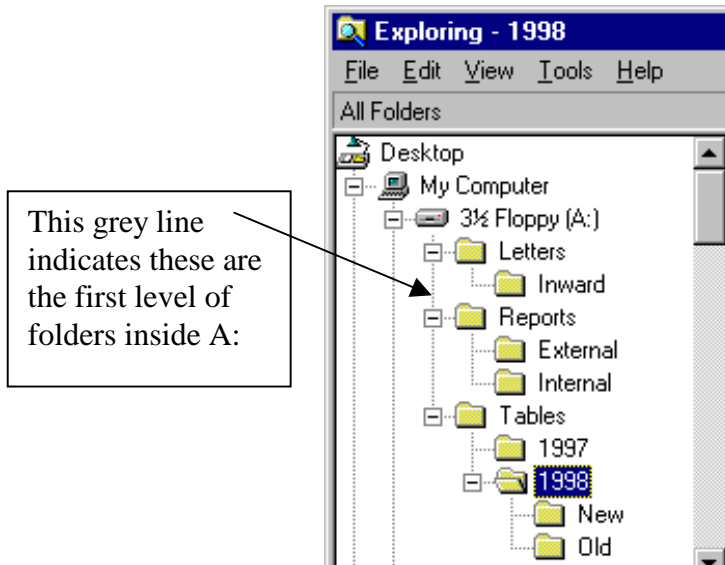 Exploring - 1998
File Edit View Tools Help
All Folders
Desktop
My Computer
3½ Floppy (A:)
Letters
Inward
Reports
External
Internal
Tables
1997
1998
New
Old
This grey line
indicates these are
the first level of
folders inside A: